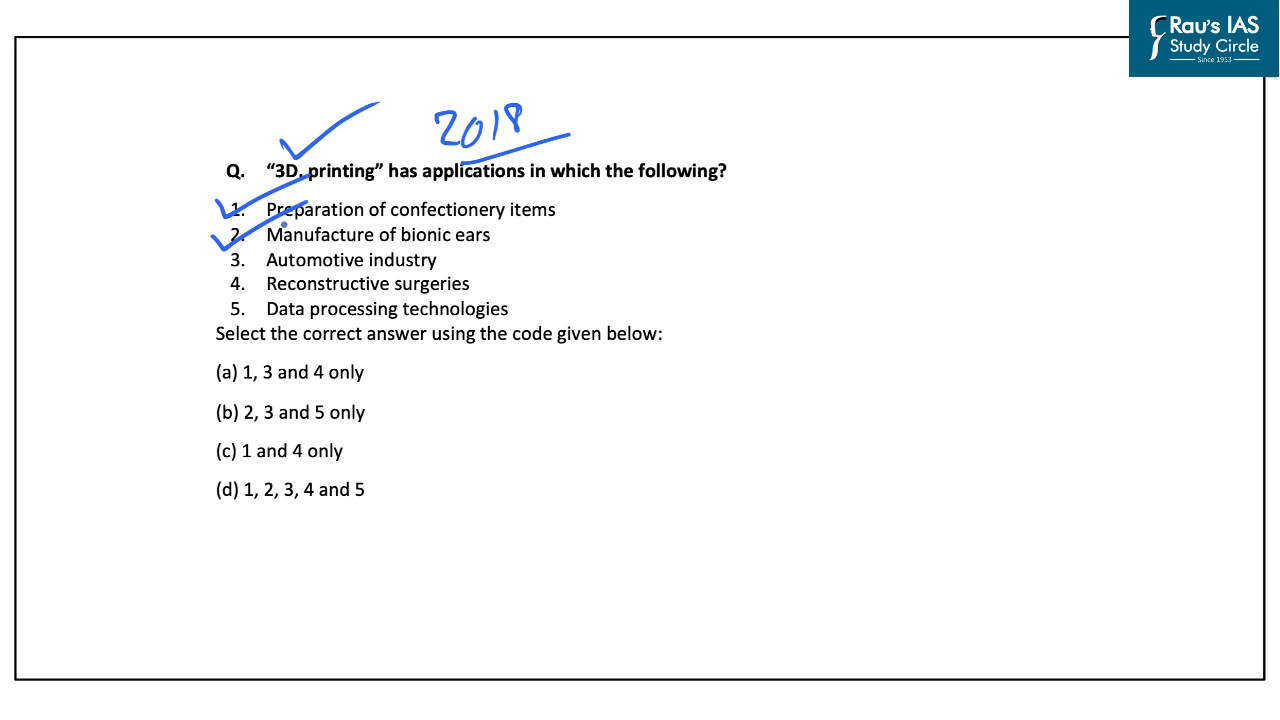 Rau's IAS
Study Circle
Since 1953
2018
Q. “3D, printing” has applications in which the following?
1. Preparation of confectionery items
2. Manufacture of bionic ears
3. Automotive industry
4. Reconstructive surgeries
5. Data processing technologies
Select the correct answer using the code given below:
(a) 1, 3 and 4 only
(b) 2, 3 and 5 only
(c) 1 and 4 only
(d) 1, 2, 3, 4 and 5